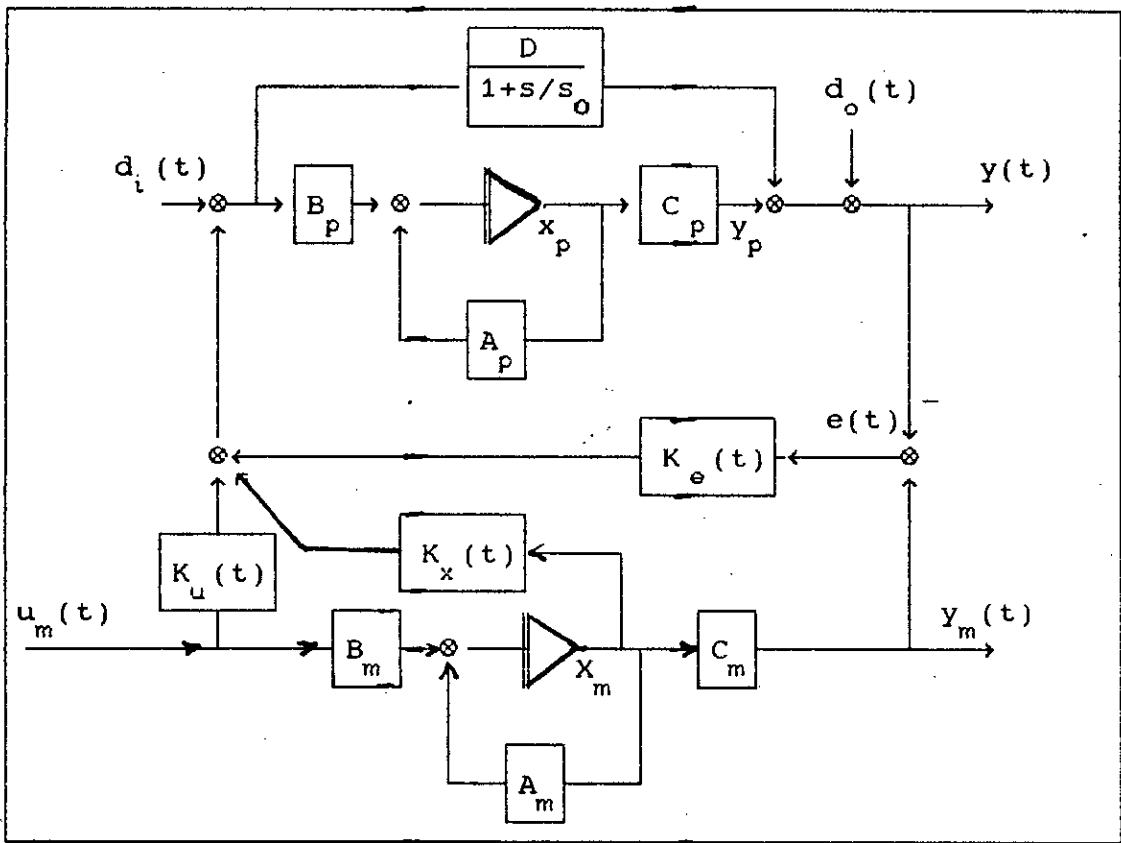 D
1+s/s_o
d_o(t)
d_i(t)
B_p
x_p
C_p
y_p
y(t)
A_p
−
e(t)
K_e(t)
K_x(t)
K_u(t)
u_m(t)
B_m
X_m
C_m
y_m(t)
A_m